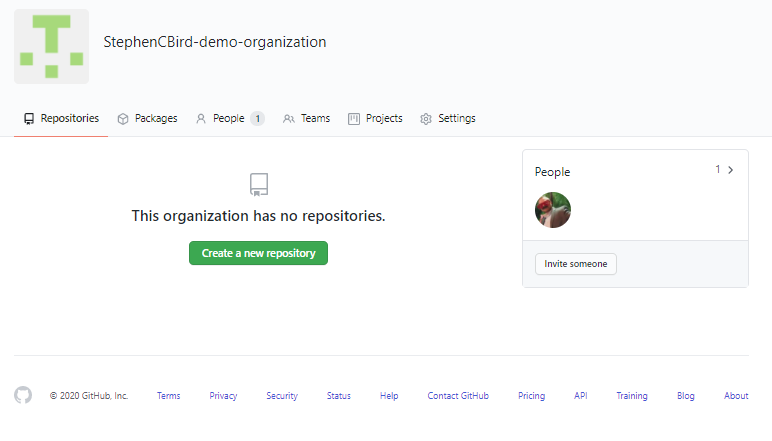 StephenCBird-demo-organization
Repositories Packages People 1 Teams Projects Settings
This organization has no repositories.
Create a new repository
People 1
Invite someone
© 2020 GitHub, Inc. Terms Privacy Security Status Help Contact GitHub Pricing API Training Blog About